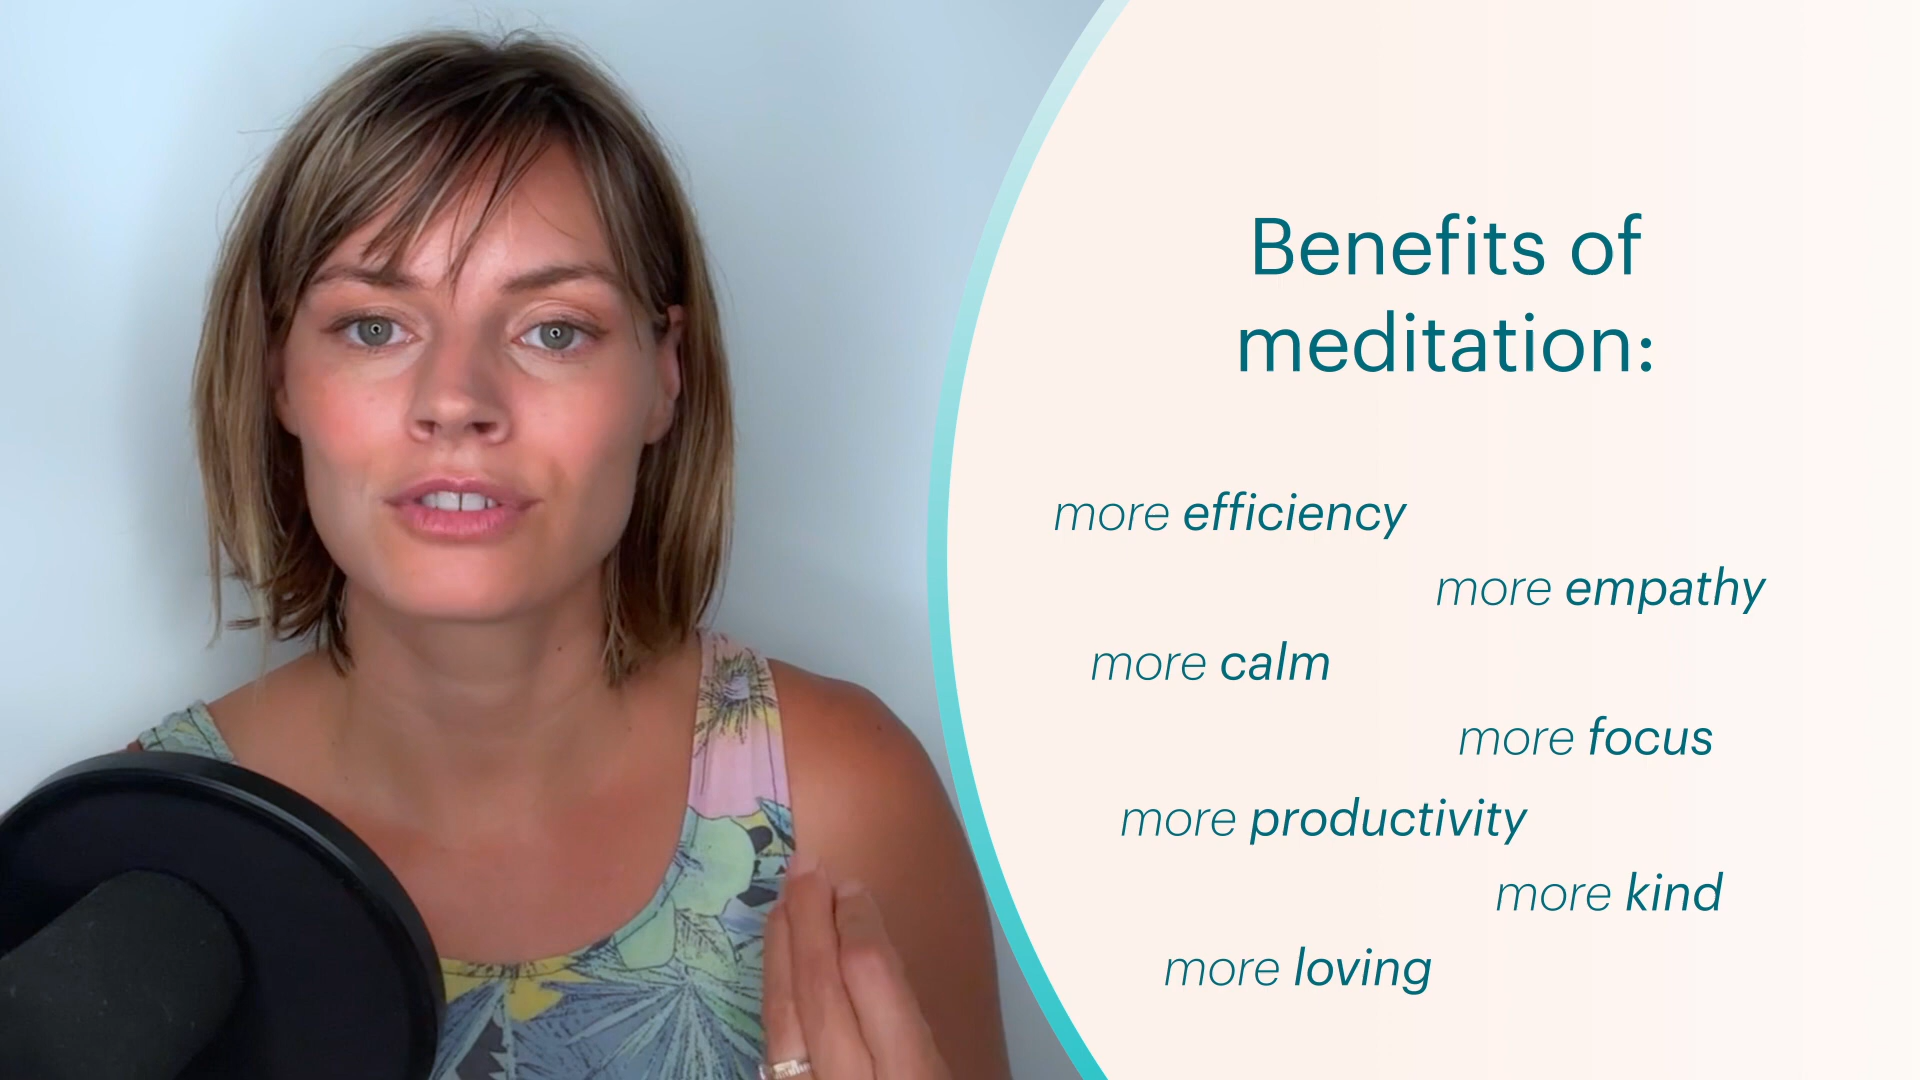 Benefits of
meditation:
more efficiency
more empathy
more calm
more focus
more productivity
more kind
more loving